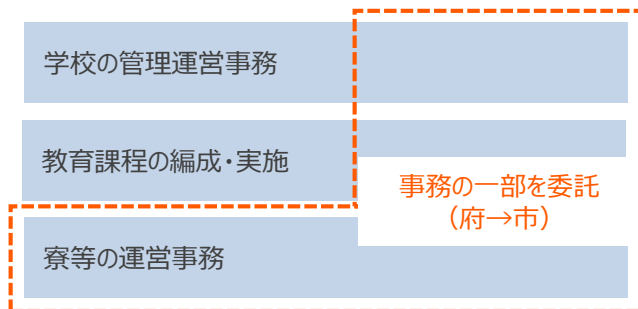 学校の管理運営事務
教育課程の編成・実施
事務の一部を委託
（府→市）
寮等の運営事務